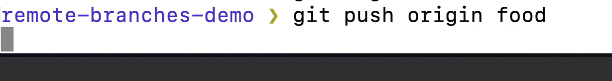 remote-branches-demo ❯ git push origin food